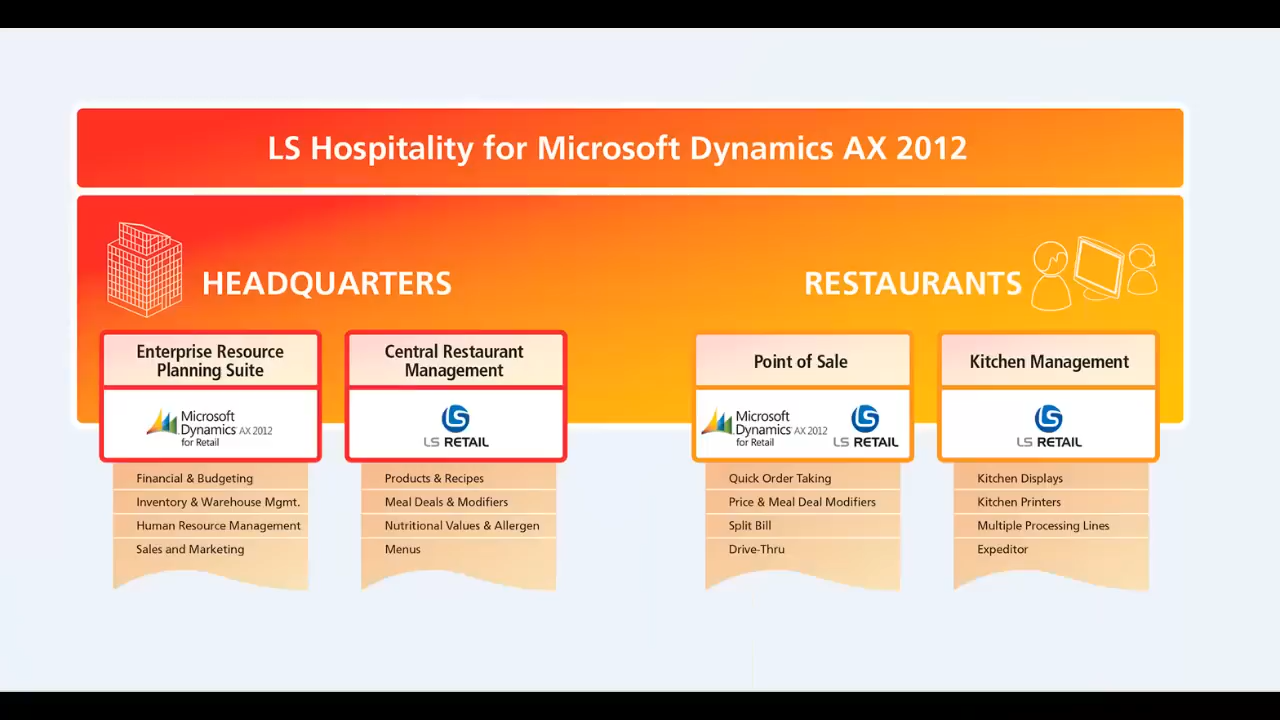 LS Hospitality for Microsoft Dynamics AX 2012
HEADQUARTERS
RESTAURANTS
Enterprise Resource
Planning Suite
Microsoft
Dynamics AX 2012
for Retail
Financial & Budgeting
Inventory & Warehouse Mgmt.
Human Resource Management
Sales and Marketing
Central Restaurant
Management
LS
LS RETAIL
Products & Recipes
Meal Deals & Modifiers
Nutritional Values & Allergen
Menus
Point of Sale
Microsoft
Dynamics AX 2012
for Retail
LS
LS RETAIL
Quick Order Taking
Price & Meal Deal Modifiers
Split Bill
Drive-Thru
Kitchen Management
LS
LS RETAIL
Kitchen Displays
Kitchen Printers
Multiple Processing Lines
Expeditor